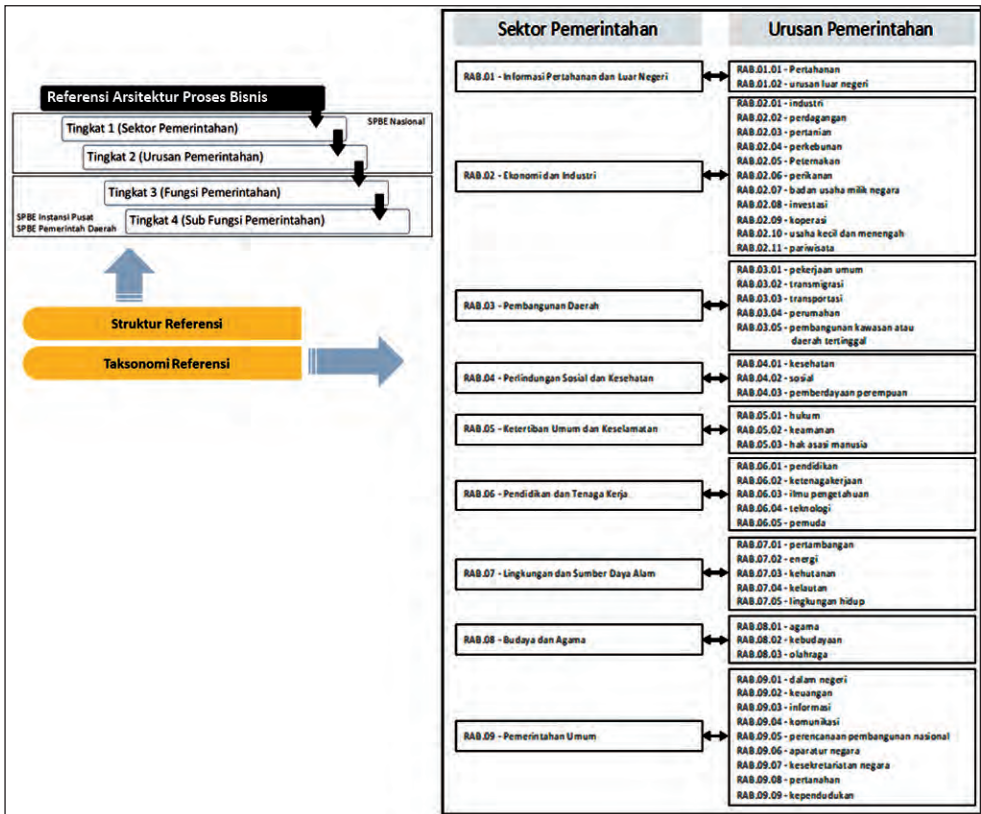 Referensi Arsitektur Proses Bisnis
Tingkat 1 (Sektor Pemerintahan)
SPBE Nasional
Tingkat 2 (Urusan Pemerintahan)
Tingkat 3 (Fungsi Pemerintahan)
SPBE Instansi Pusat
SPBE Pemerintah Daerah
Tingkat 4 (Sub Fungsi Pemerintahan)
Struktur Referensi
Taksonomi Referensi
Sektor Pemerintahan
Urusan Pemerintahan
RAB.01 - Informasi Pertahanan dan Luar Negeri
RAB.01.01 - Pertahanan
RAB.01.02 - urusan luar negeri
RAB.02 - Ekonomi dan Industri
RAB.02.01 - industri
RAB.02.02 - perdagangan
RAB.02.03 - pertanian
RAB.02.04 - perkebunan
RAB.02.05 - Peternakan
RAB.02.06 - perikanan
RAB.02.07 - badan usaha milik negara
RAB.02.08 - investasi
RAB.02.09 - koperasi
RAB.02.10 - usaha kecil dan menengah
RAB.02.11 - pariwisata
RAB.03 - Pembangunan Daerah
RAB.03.01 - pekerjaan umum
RAB.03.02 - transmigrasi
RAB.03.03 - transportasi
RAB.03.04 - perumahan
RAB.03.05 - pembangunan kawasan atau
daerah tertinggal
RAB.04 - Perlindungan Sosial dan Kesehatan
RAB.04.01 - kesehatan
RAB.04.02 - sosial
RAB.04.03 - pemberdayaan perempuan
RAB.05 - Ketertiban Umum dan Keselamatan
RAB.05.01 - hukum
RAB.05.02 - keamanan
RAB.05.03 - hak asasi manusia
RAB.06 - Pendidikan dan Tenaga Kerja
RAB.06.01 - pendidikan
RAB.06.02 - ketenagakerjaan
RAB.06.03 - ilmu pengetahuan
RAB.06.04 - teknologi
RAB.06.05 - pemuda
RAB.07 - Lingkungan dan Sumber Daya Alam
RAB.07.01 - pertambangan
RAB.07.02 - energi
RAB.07.03 - kehutanan
RAB.07.04 - kelautan
RAB.07.05 - lingkungan hidup
RAB.08 - Budaya dan Agama
RAB.08.01 - agama
RAB.08.02 - kebudayaan
RAB.08.03 - olahraga
RAB.09 - Pemerintahan Umum
RAB.09.01 - dalam negeri
RAB.09.02 - keuangan
RAB.09.03 - informasi
RAB.09.04 - komunikasi
RAB.09.05 - perencanaan pembangunan nasional
RAB.09.06 - aparatur negara
RAB.09.07 - kesekretariatan negara
RAB.09.08 - pertanahan
RAB.09.09 - kependudukan